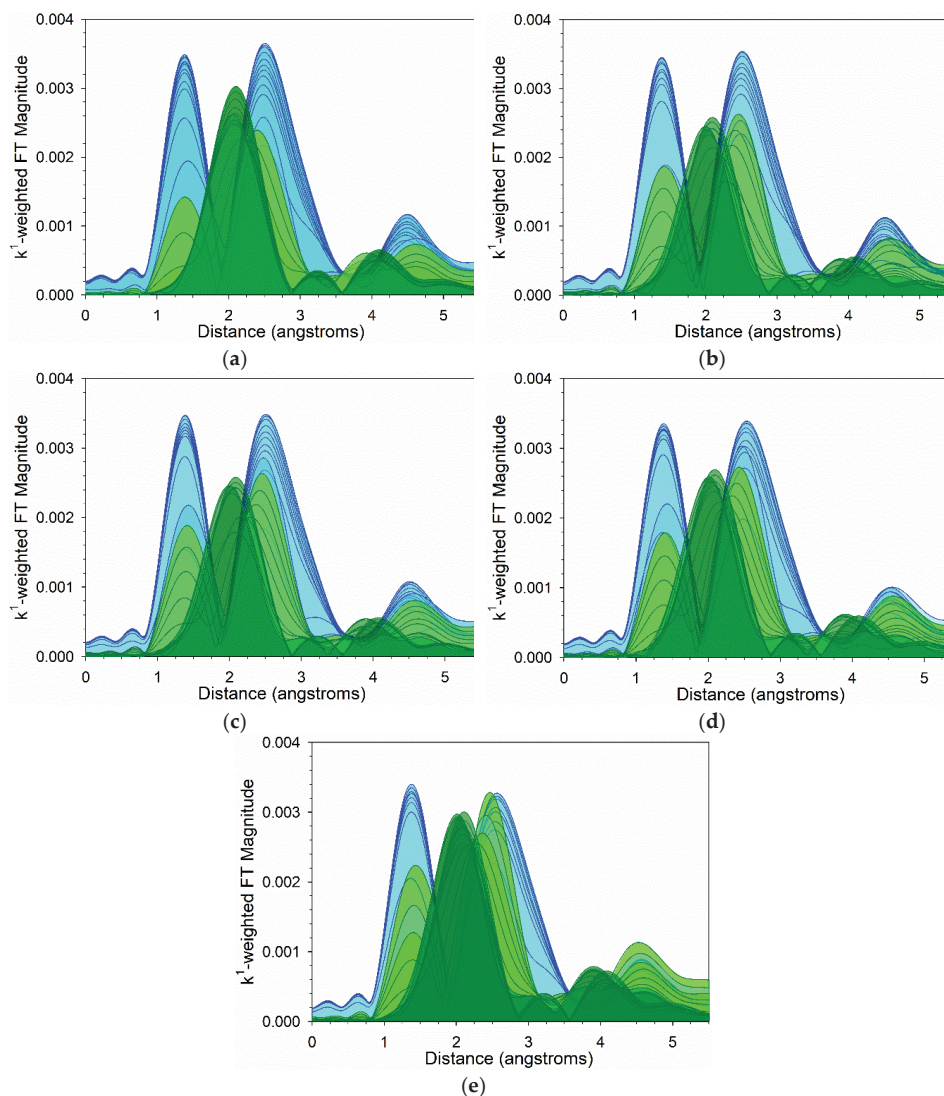 0.004
0.003
0.002
0.001
0.000
k¹-weighted FT Magnitude
0 1 2 3 4 5
Distance (angstroms)
(a)
0.004
0.003
0.002
0.001
0.000
k¹-weighted FT Magnitude
0 1 2 3 4 5
Distance (angstroms)
(b)
0.004
0.003
0.002
0.001
0.000
k¹-weighted FT Magnitude
0 1 2 3 4 5
Distance (angstroms)
(c)
0.004
0.003
0.002
0.001
0.000
k¹-weighted FT Magnitude
0 1 2 3 4 5
Distance (angstroms)
(d)
0.004
0.003
0.002
0.001
0.000
k¹-weighted FT Magnitude
0 1 2 3 4 5
Distance (angstroms)
(e)